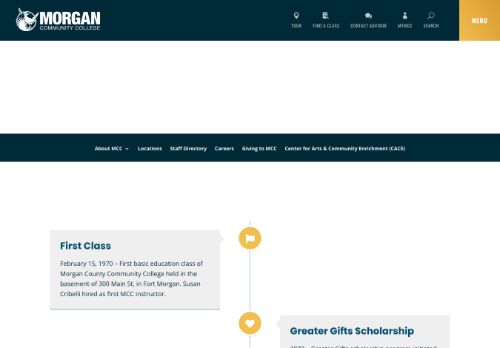 MORGAN
COMMUNITY COLLEGE
TOUR
FIND A CLASS
CONTACT ADVISOR
MYMCC
SEARCH
MENU
About MCC
Locations
Staff Directory
Careers
Giving to MCC
Center for Arts & Community Enrichment (CACE)
First Class
February 15, 1970 – First basic education class of
Morgan County Community College held in the
basement of 300 Main St, in Fort Morgan. Susan
Cribelli hired as first MCC instructor.
Greater Gifts Scholarship